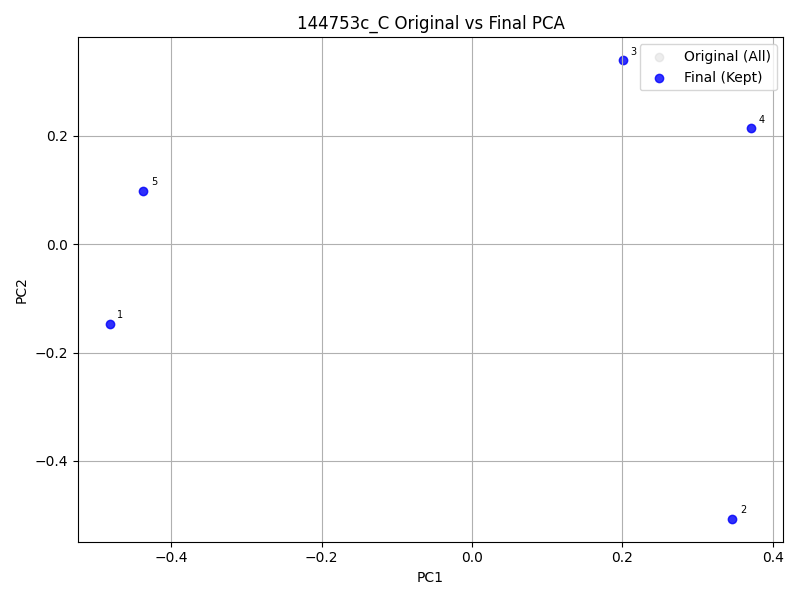 144753c_C Original vs Final PCA
3
Original (All)
Final (Kept)
4
0.2
5
0.0
1
−0.2
−0.4
2
−0.4
−0.2
0.0
0.2
0.4
PC1
PC2